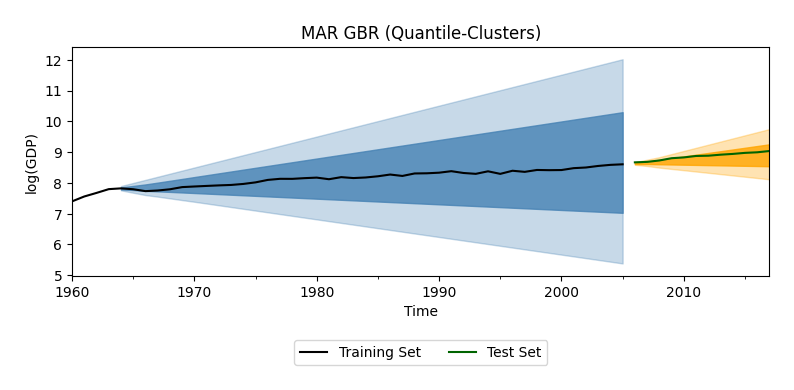 MAR GBR (Quantile-Clusters)
12
11
10
9
8
7
6
5
log(GDP)
1960 1970 1980 1990 2000 2010
Time
Training Set Test Set